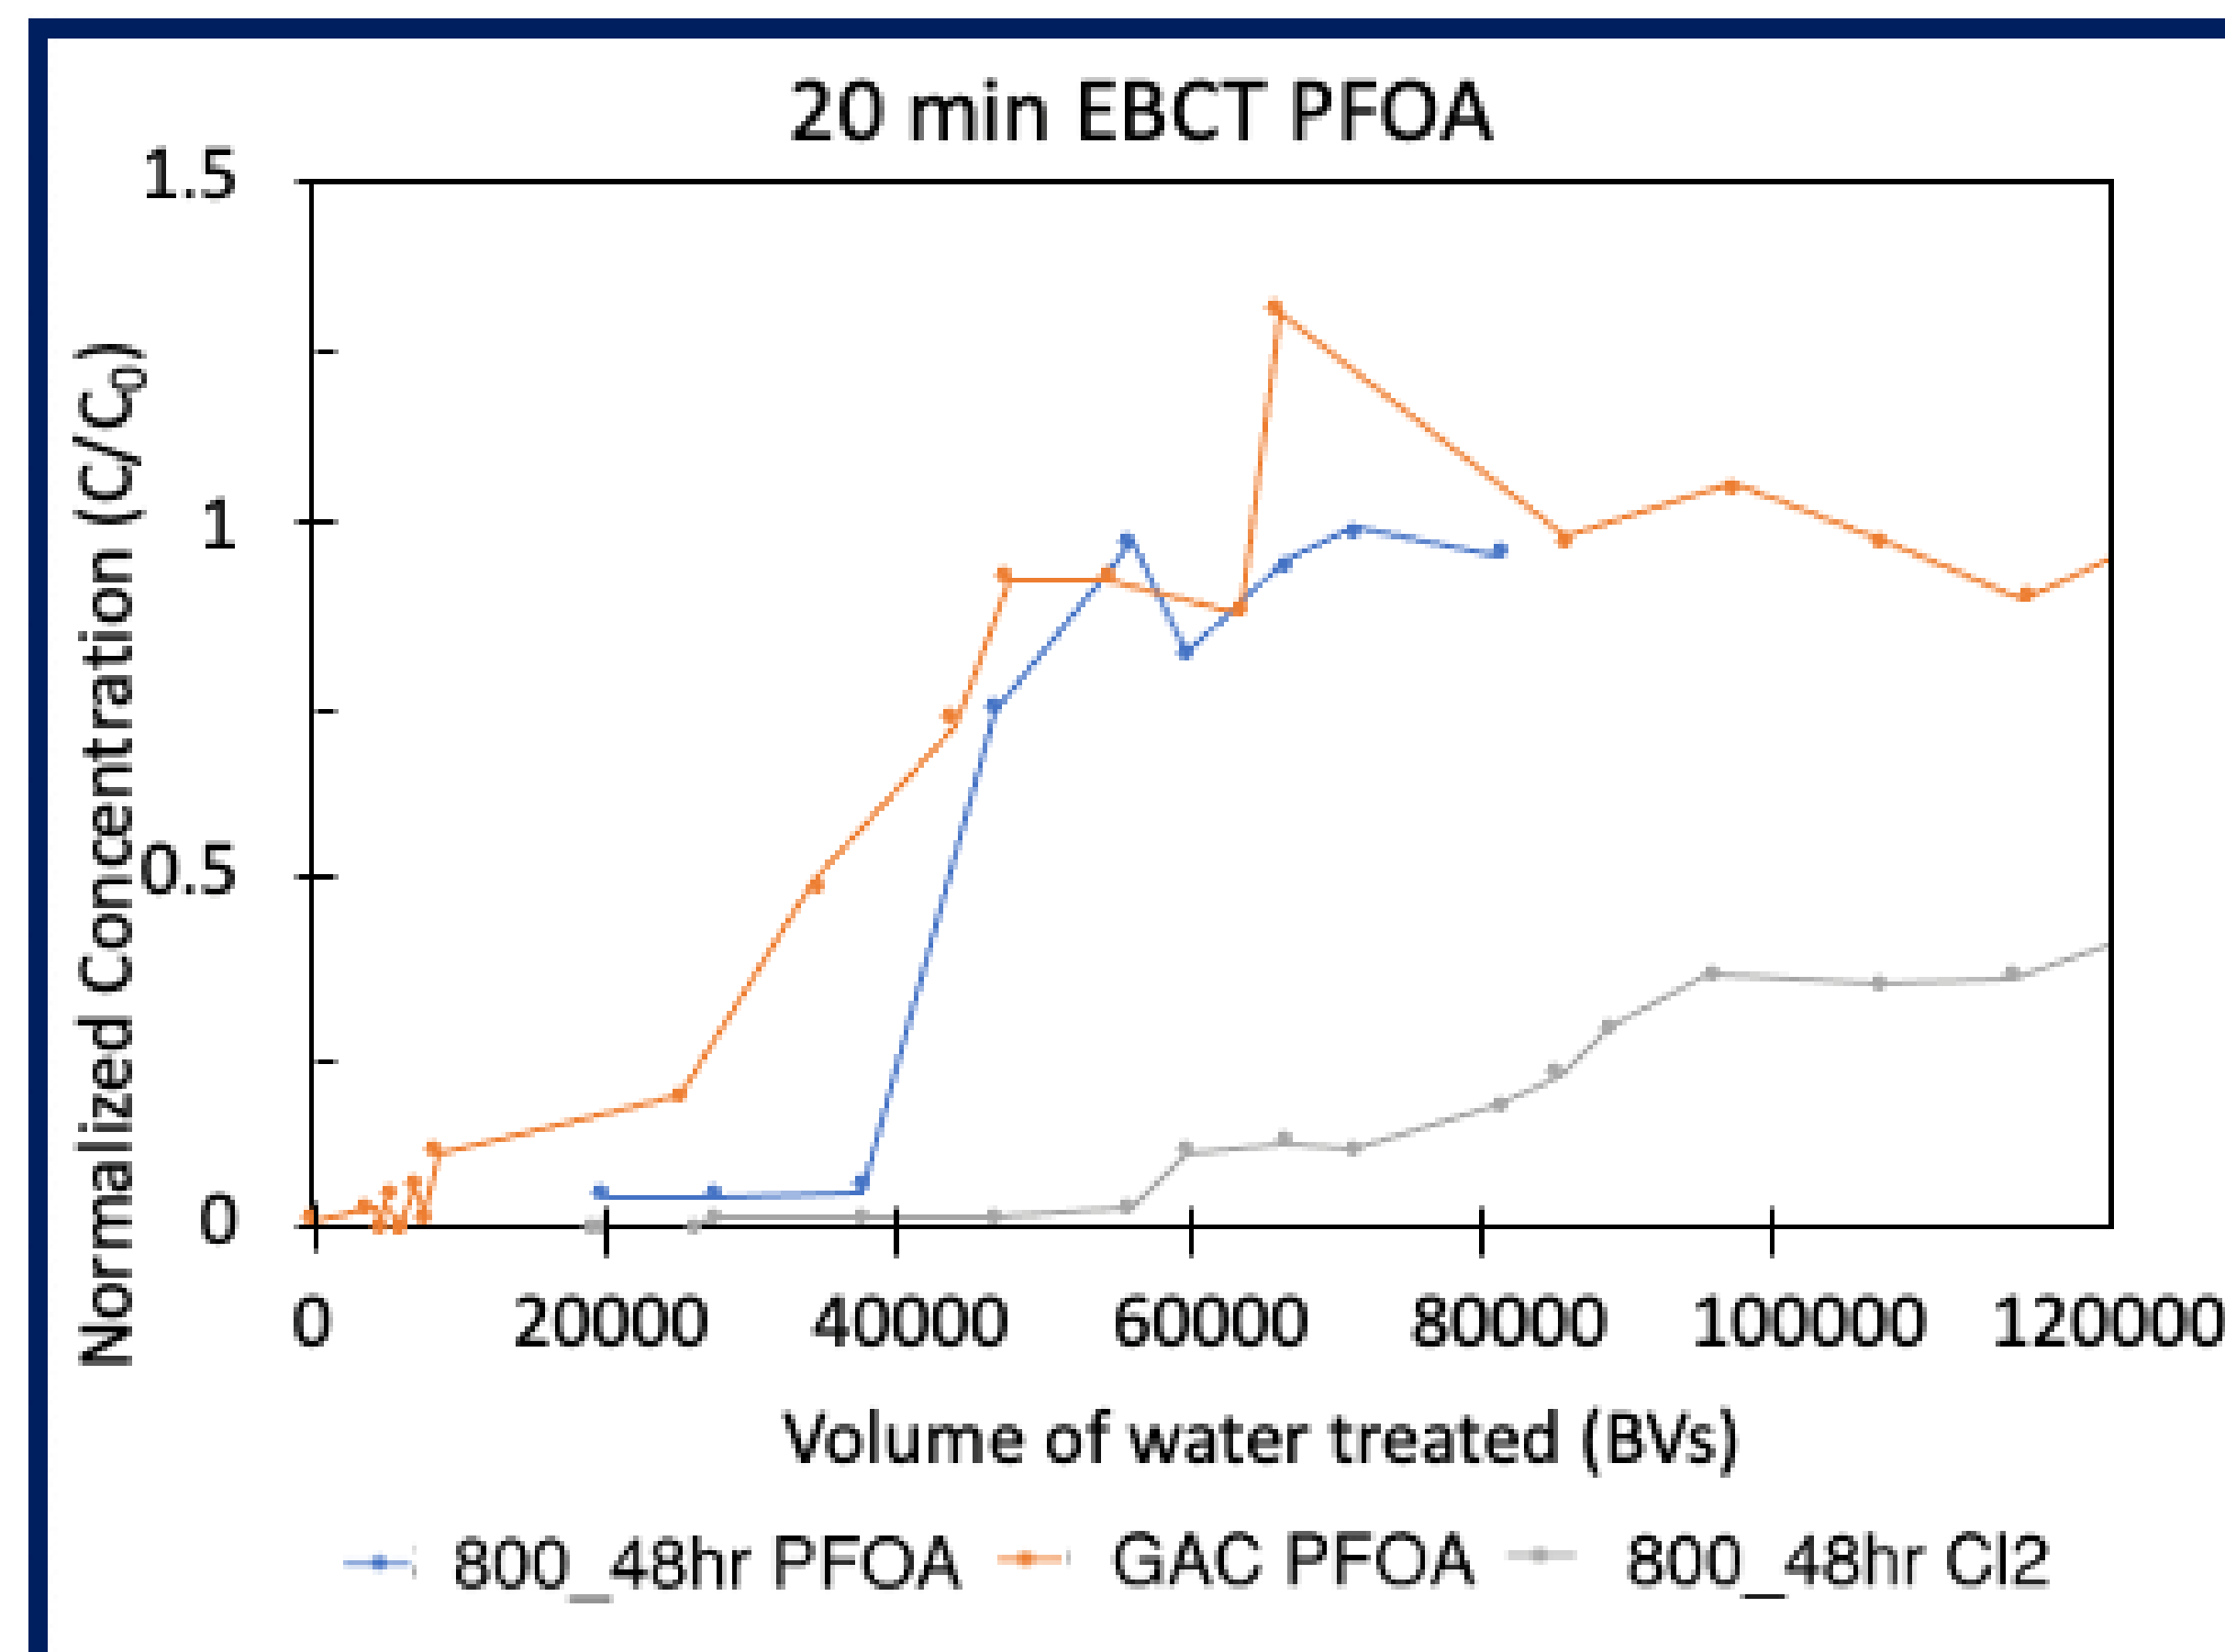 20 min EBCT PFOA
1.5
1
0.5
0
Normalized Concentration (C/C₀)
0 20000 40000 60000 80000 100000 120000
Volume of water treated (BVs)
800_48hr PFOA GAC PFOA 800_48hr Cl2